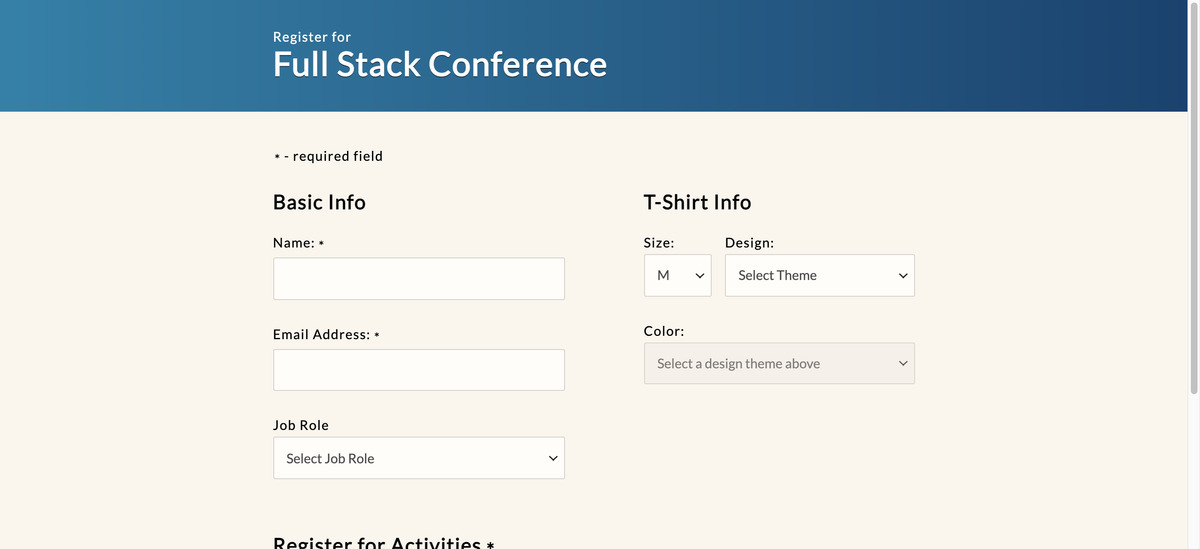 Register for
Full Stack Conference
* - required field
Basic Info
Name: *
Email Address: *
Job Role
Select Job Role
T-Shirt Info
Size:
M
Design:
Select Theme
Color:
Select a design theme above
Register for Activities *